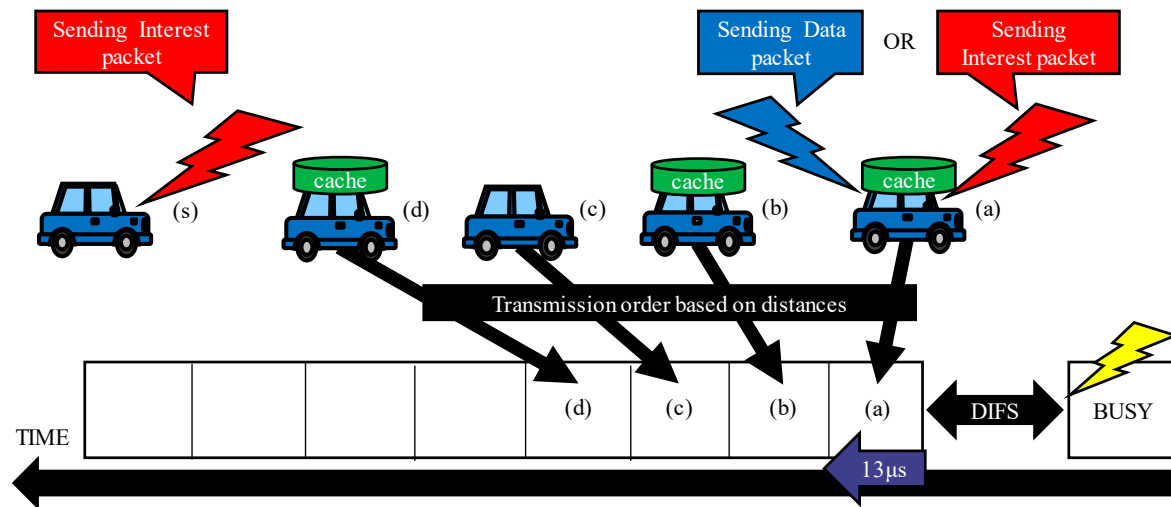 Sending Interest
packet
Sending Data
packet
OR
Sending
Interest packet
cache
cache
cache
(s)
(d)
(c)
(b)
(a)
Transmission order based on distances
(d)
(c)
(b)
(a)
DIFS
BUSY
TIME
13μs